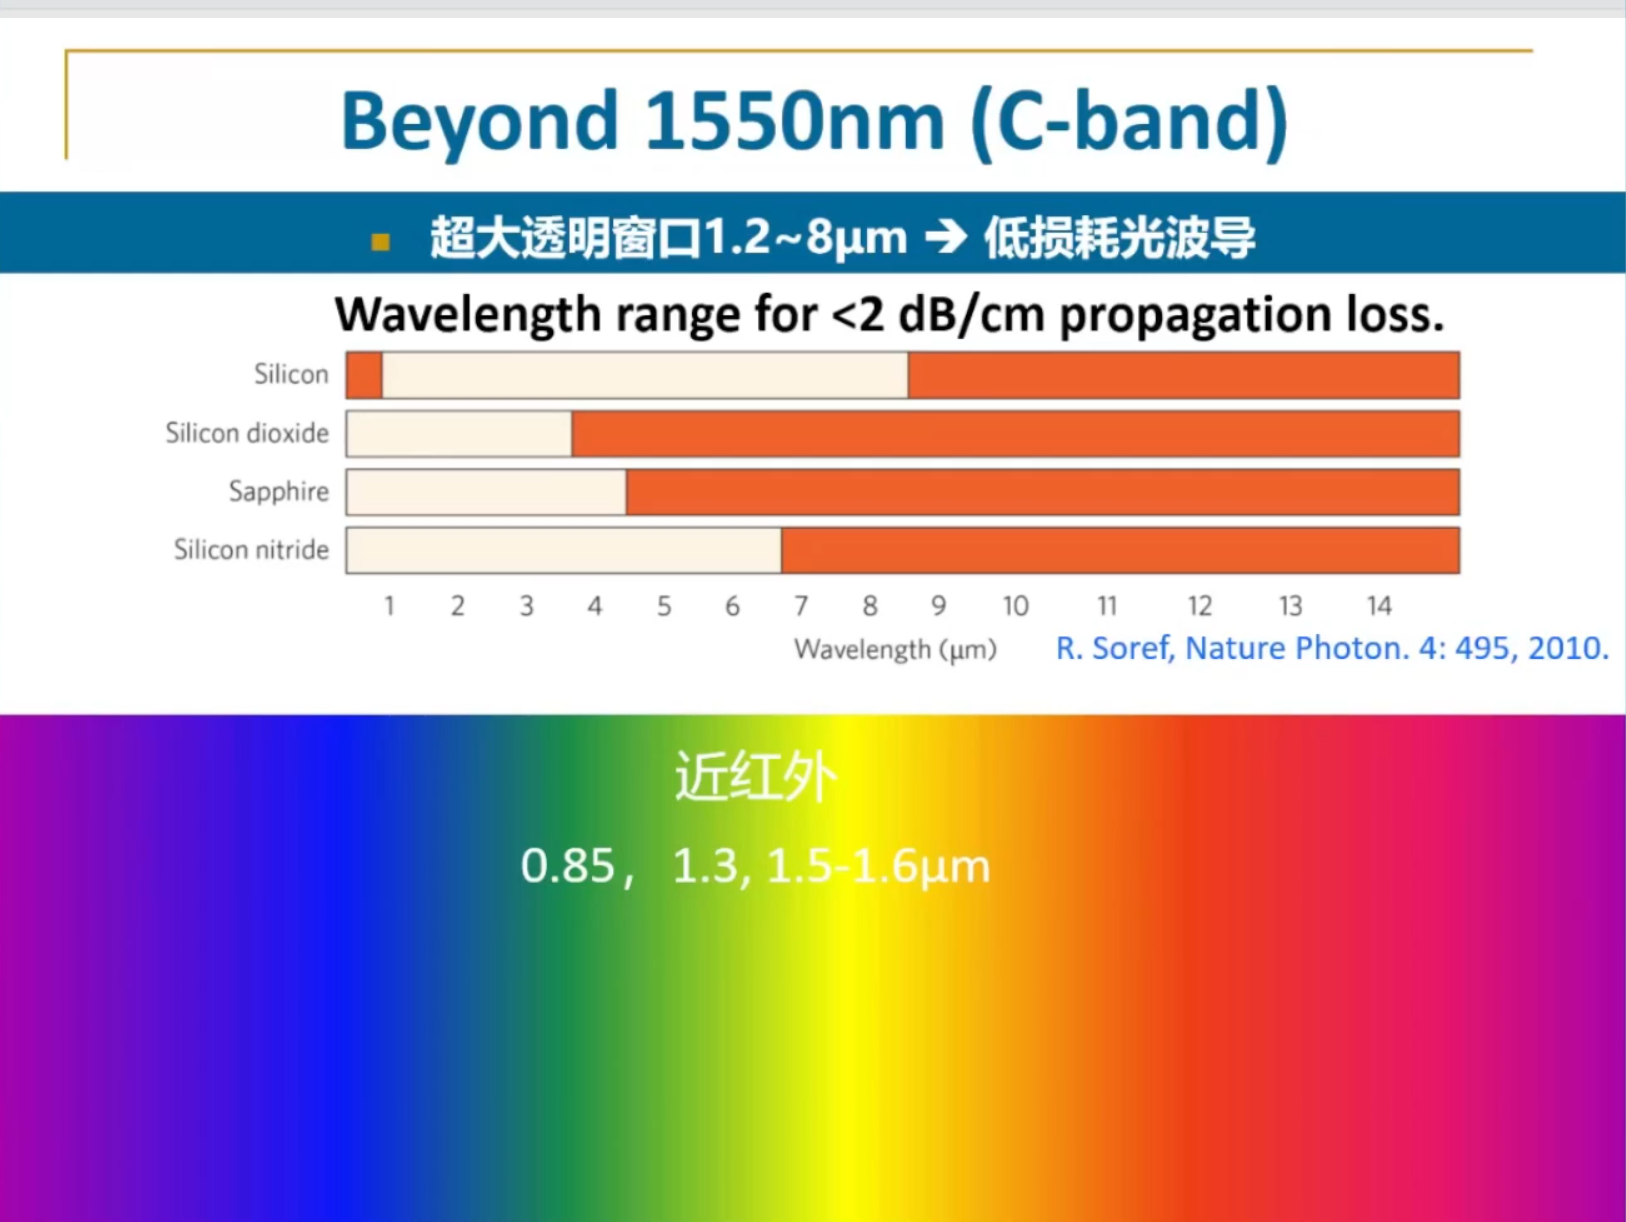 Beyond 1550nm (C-band)
■ 超大透明窗口1.2~8μm ➔ 低损耗光波导
Wavelength range for <2 dB/cm propagation loss.
Silicon
Silicon dioxide
Sapphire
Silicon nitride
1 2 3 4 5 6 7 8 9 10 11 12 13 14
Wavelength (μm)
R. Soref, Nature Photon. 4: 495, 2010.
近红外
0.85， 1.3, 1.5-1.6μm